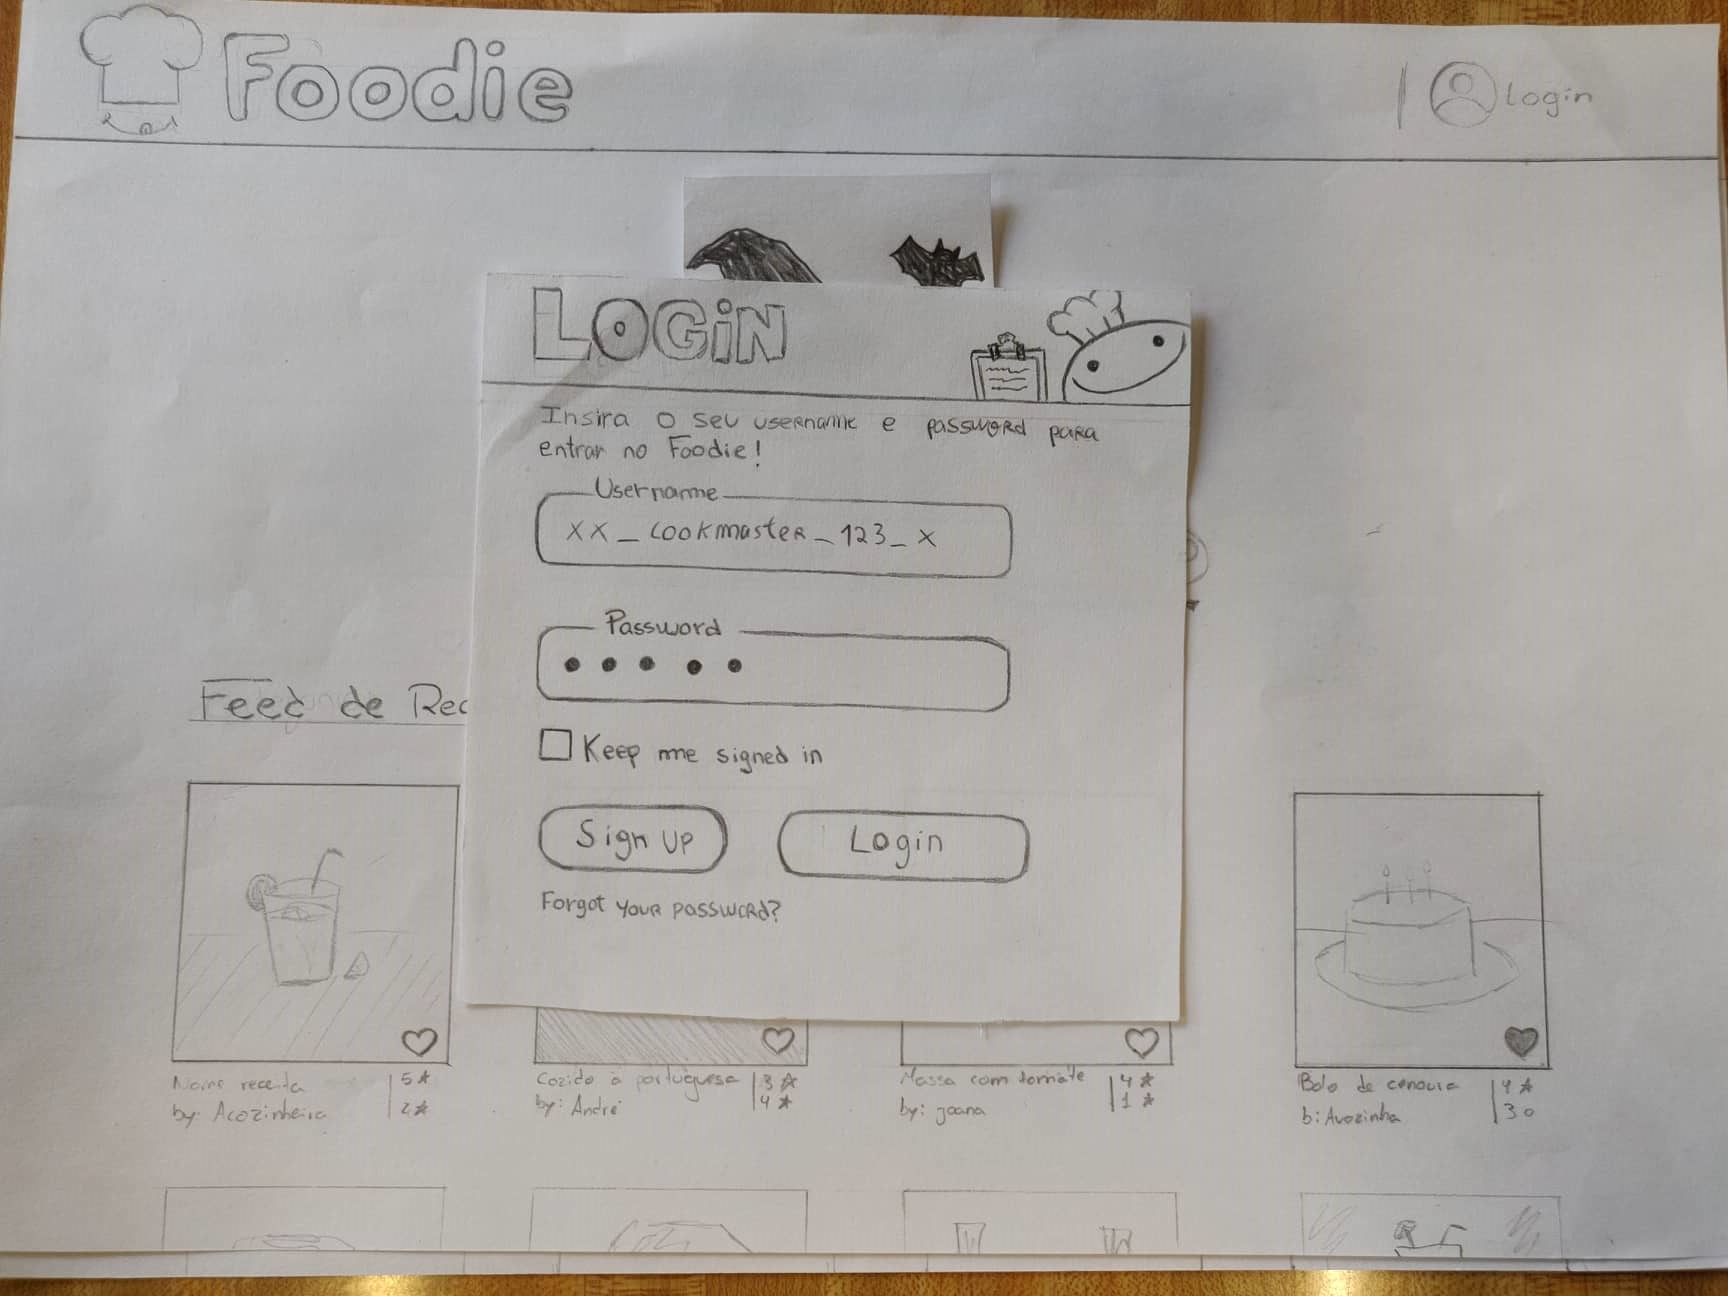 Foodie
Login
LOGiN
Insira o seu username e password para
entrar no Foodie!
Username
xx_cookmaster_123_x
Password
Keep me signed in
Sign up
Login
Forgot your password?
Feed de Rec
Nome receita 5★
by: Acozinheira 2★
Cozido à portuguesa 3★
by: André 4★
Massa com tomate 4★
by: joana 1★
Bolo de cenoura 4★
b: Avozinha 30